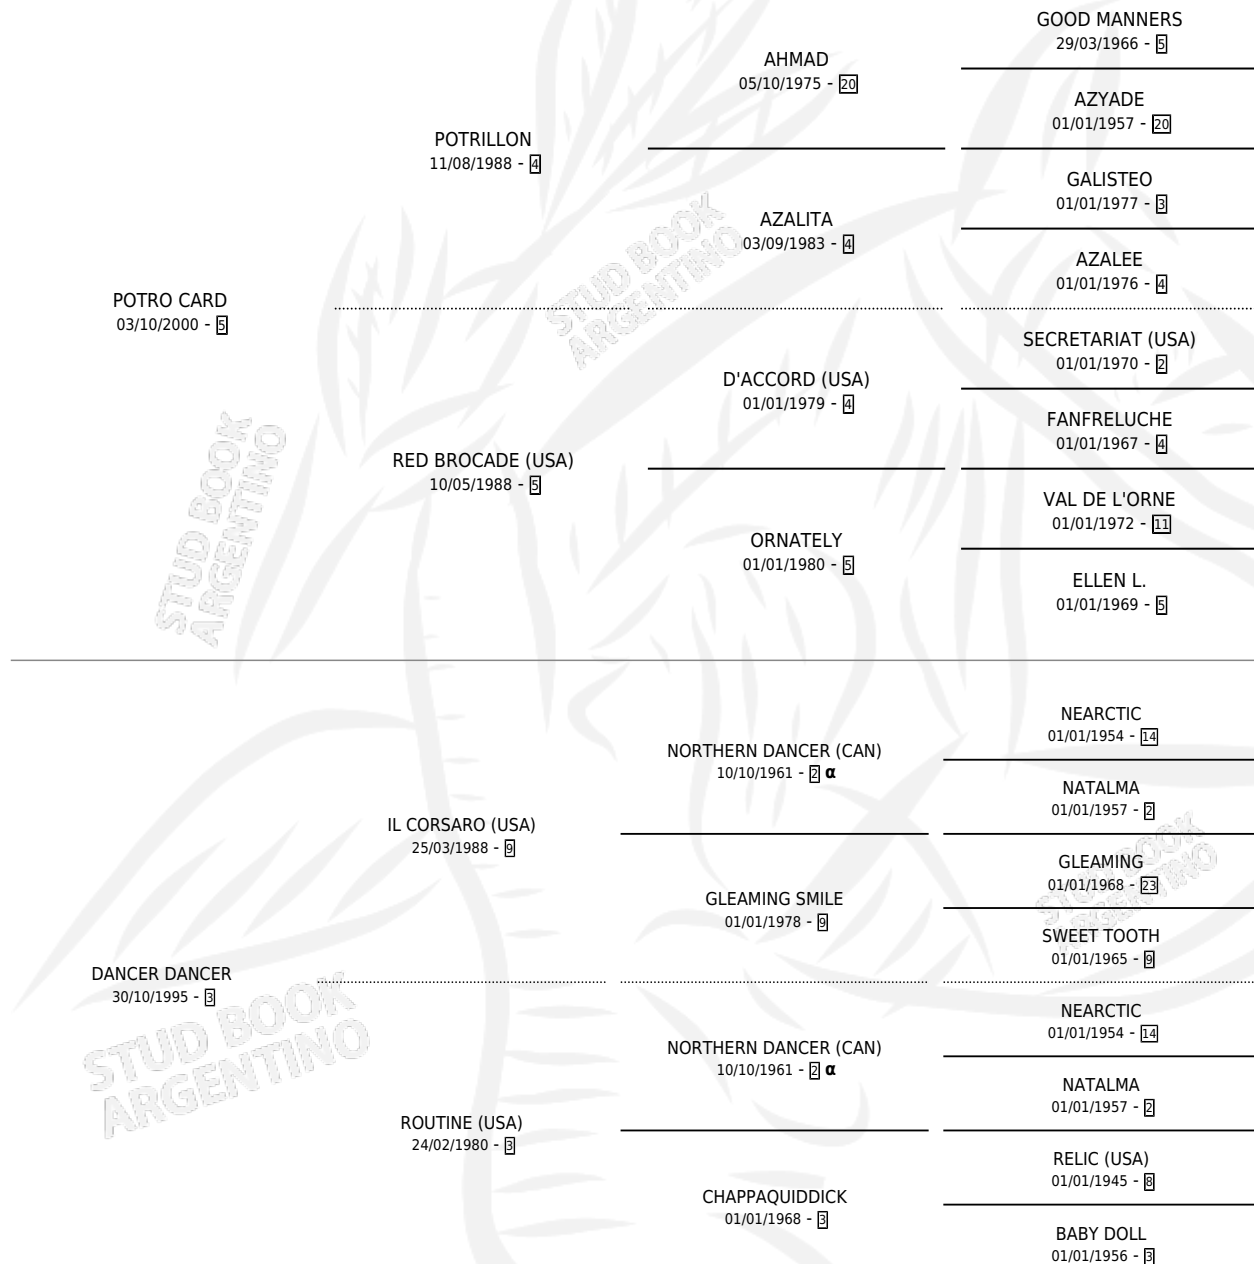 GOOD MANNERS
29/03/1966 - 5
AHMAD
05/10/1975 - 20
AZYADE
01/01/1957 - 20
POTRILLON
11/08/1988 - 4
GALISTEO
01/01/1977 - 3
AZALITA
03/09/1983 - 4
AZALEE
01/01/1976 - 4
POTRO CARD
03/10/2000 - 5
SECRETARIAT (USA)
01/01/1970 - 2
D'ACCORD (USA)
01/01/1979 - 4
FANFRELUCHE
01/01/1967 - 4
RED BROCADE (USA)
10/05/1988 - 5
VAL DE L'ORNE
01/01/1972 - 11
ORNATELY
01/01/1980 - 5
ELLEN L.
01/01/1969 - 5
STUD BOOK
ARGENTINO
STUD BOOK
ARGENTINO
NEARCTIC
01/01/1954 - 14
NORTHERN DANCER (CAN)
10/10/1961 - 2 α
NATALMA
01/01/1957 - 2
IL CORSARO (USA)
25/03/1988 - 9
GLEAMING
01/01/1968 - 23
GLEAMING SMILE
01/01/1978 - 9
SWEET TOOTH
01/01/1965 - 9
DANCER DANCER
30/10/1995 - 3
NEARCTIC
01/01/1954 - 14
NORTHERN DANCER (CAN)
10/10/1961 - 2 α
NATALMA
01/01/1957 - 2
ROUTINE (USA)
24/02/1980 - 3
RELIC (USA)
01/01/1945 - 8
CHAPPAQUIDDICK
01/01/1968 - 3
BABY DOLL
01/01/1956 - 3
STUD BOOK
ARGENTINO
STUD BOOK
ARGENTINO